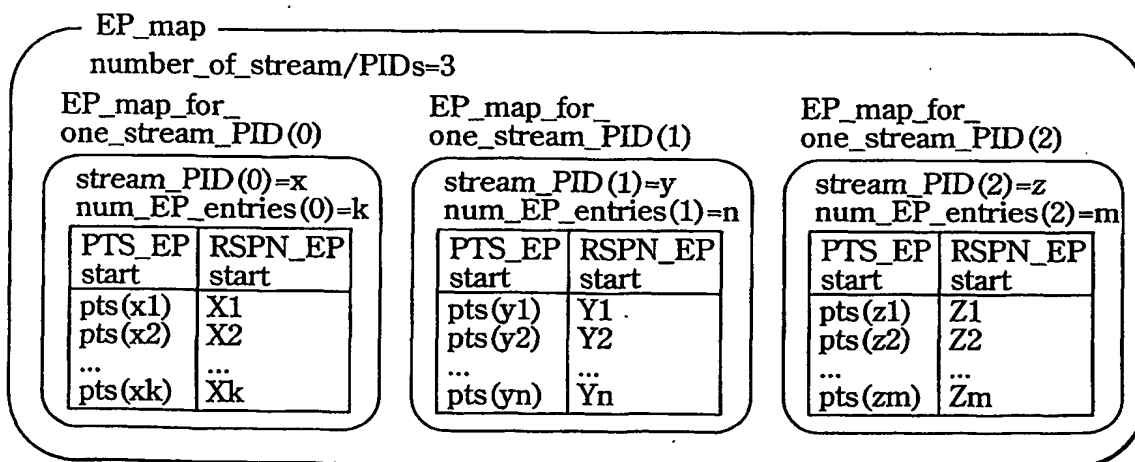 EP_map
number_of_stream/PIDs=3
EP_map_for_
one_stream_PID(0)
stream_PID(0)=x
num_EP_entries(0)=k
PTS_EP RSPN_EP
start start
pts(x1) X1
pts(x2) X2
... ...
pts(xk) Xk
EP_map_for_
one_stream_PID(1)
stream_PID(1)=y
num_EP_entries(1)=n
PTS_EP RSPN_EP
start start
pts(y1) Y1
pts(y2) Y2
... ...
pts(yn) Yn
EP_map_for_
one_stream_PID(2)
stream_PID(2)=z
num_EP_entries(2)=m
PTS_EP RSPN_EP
start start
pts(z1) Z1
pts(z2) Z2
... ...
pts(zm) Zm